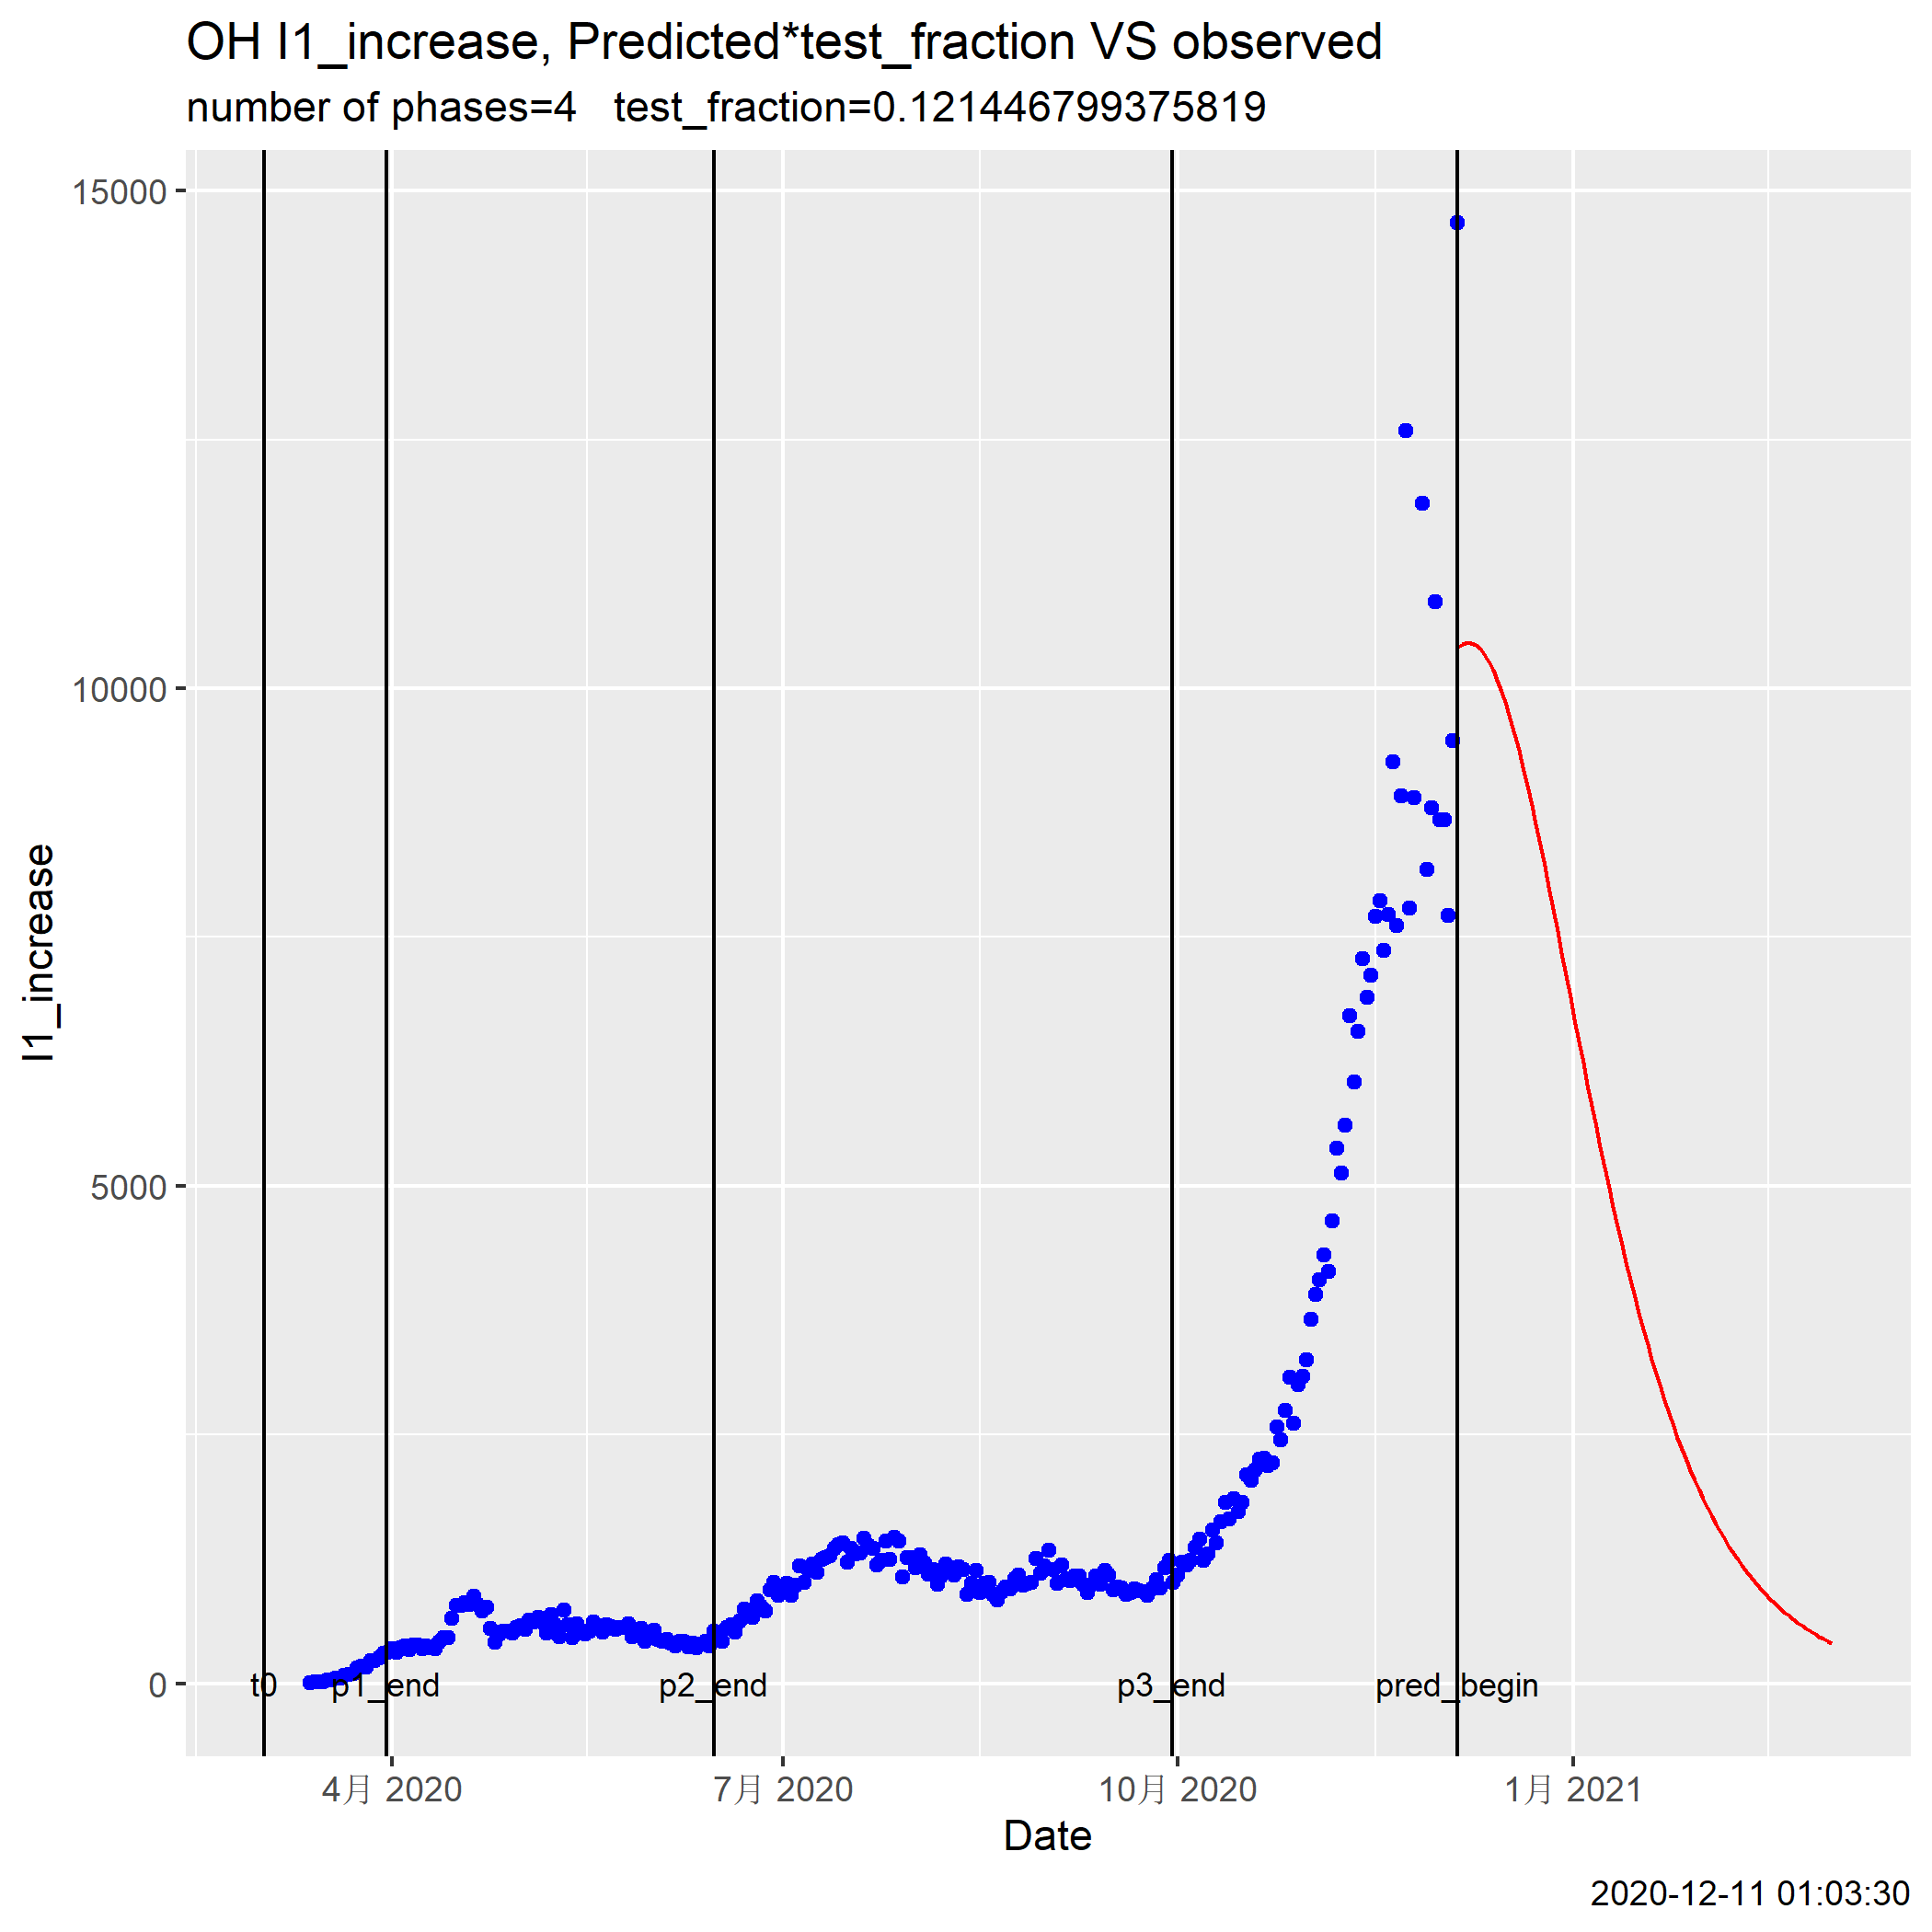 OH I1_increase, Predicted*test_fraction VS observed
number of phases=4   test_fraction=0.121446799375819
15000
10000
5000
0
I1_increase
t0
p1_end
p2_end
p3_end
pred_begin
4月 2020
7月 2020
10月 2020
1月 2021
Date
2020-12-11 01:03:30